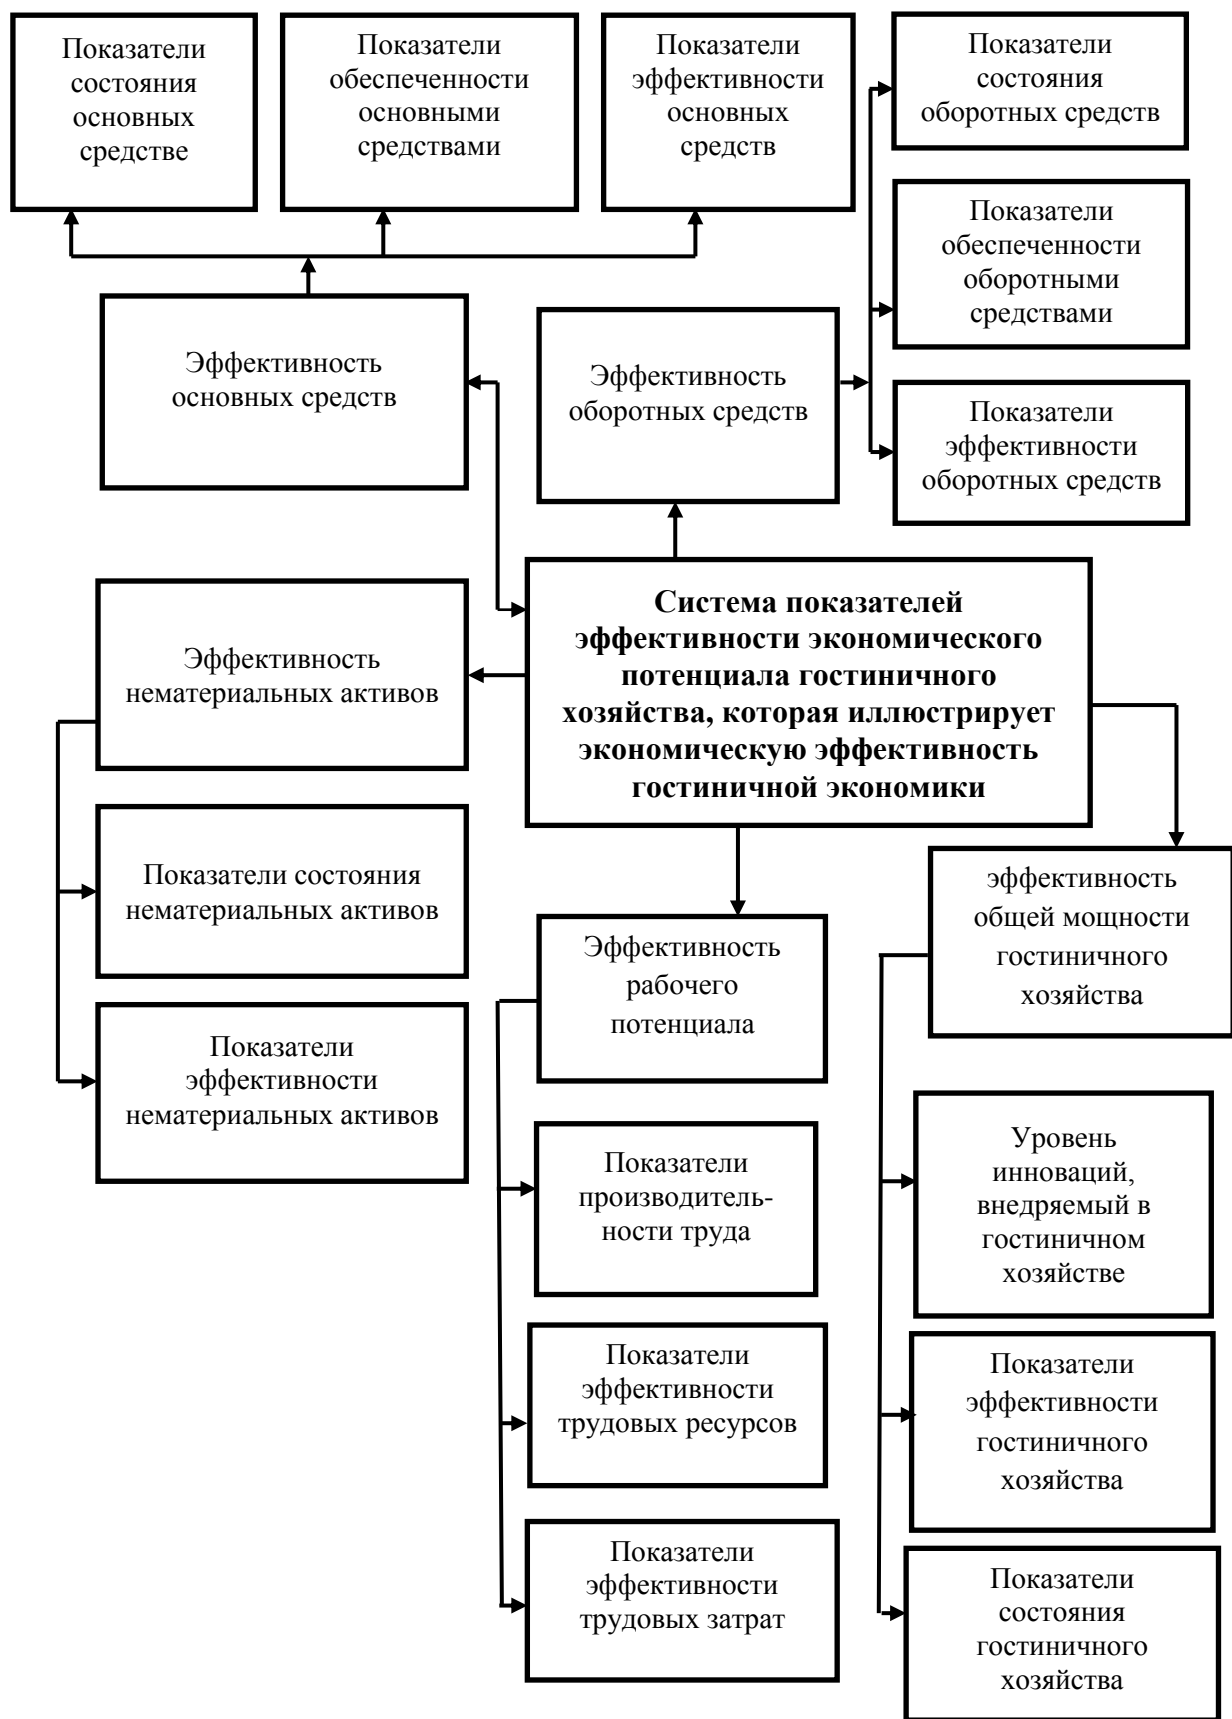 Показатели
состояния
основных
средстве
Показатели
обеспеченности
основными
средствами
Показатели
эффективности
основных
средств
Показатели
состояния
оборотных средств
Показатели
обеспеченности
оборотными
средствами
Эффективность
основных средств
Эффективность
оборотных средств
Показатели
эффективности
оборотных средств
Система показателей
эффективности экономического
потенциала гостиничного
хозяйства, которая иллюстрирует
экономическую эффективность
гостиничной экономики
Эффективность
нематериальных активов
Показатели состояния
нематериальных активов
Показатели
эффективности
нематериальных активов
Эффективность
рабочего
потенциала
Показатели
производитель-
ности труда
Показатели
эффективности
трудовых ресурсов
Показатели
эффективности
трудовых затрат
эффективность
общей мощности
гостиничного
хозяйства
Уровень
инноваций,
внедряемый в
гостиничном
хозяйстве
Показатели
эффективности
гостиничного
хозяйства
Показатели
состояния
гостиничного
хозяйства